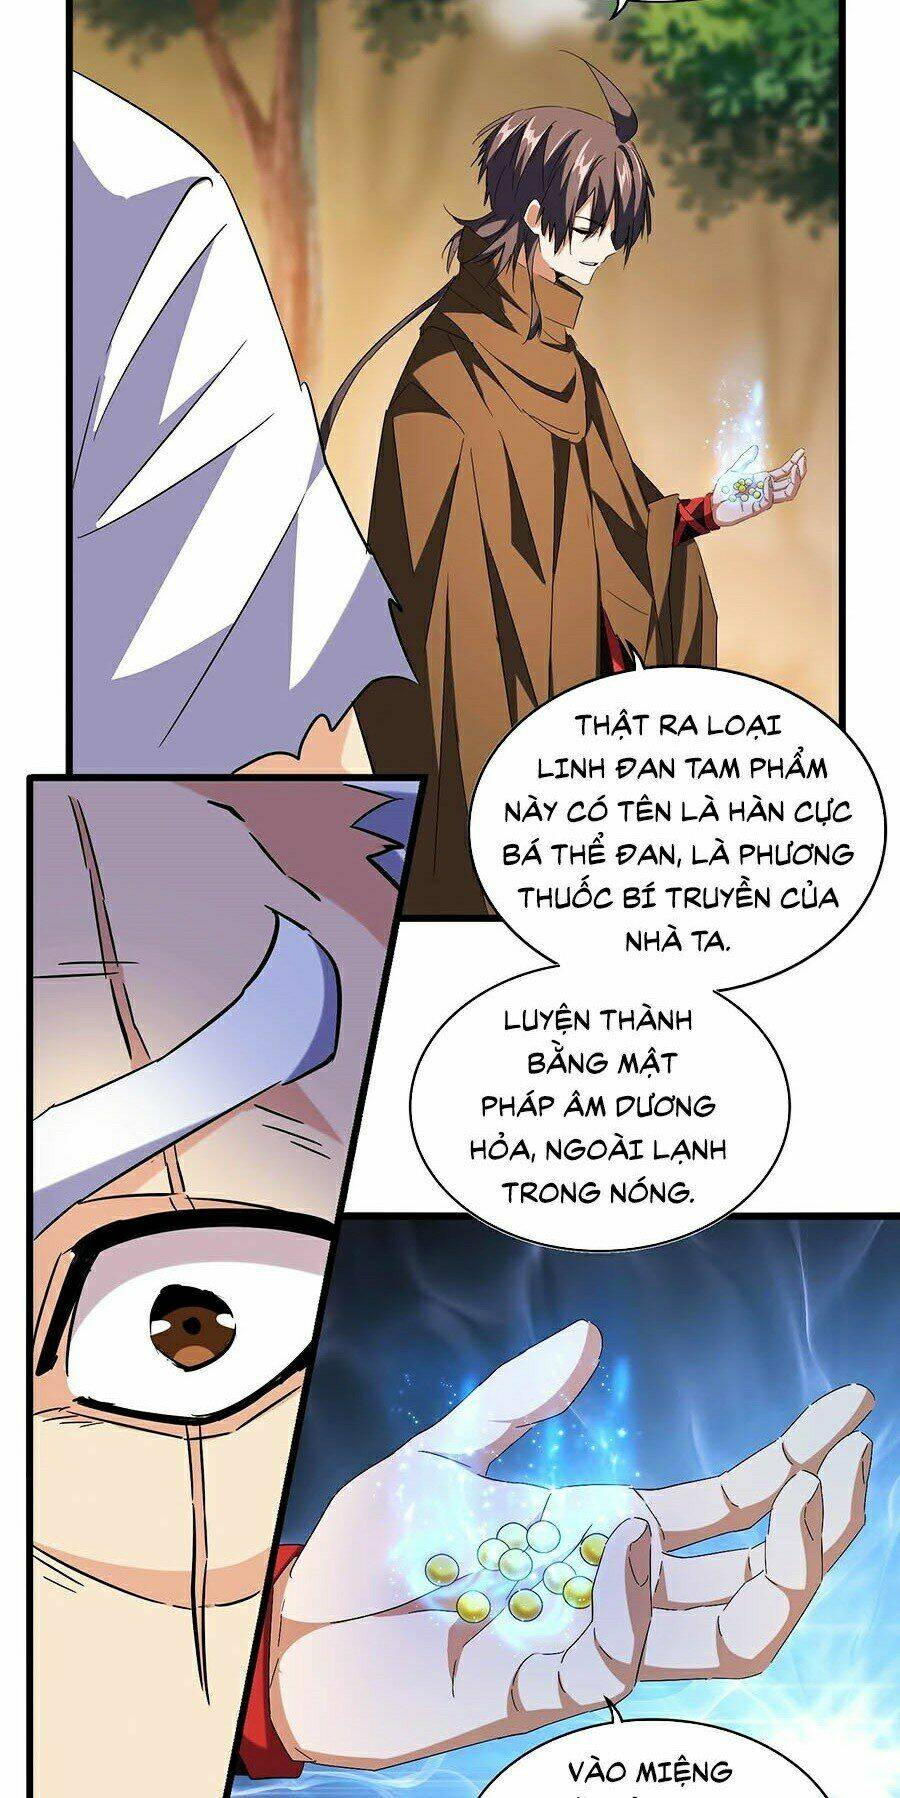 THẬT RA LOẠI
LINH ĐAN TAM PHẨM
NÀY CÓ TÊN LÀ HÀN CỰC
BÁ THỂ ĐAN, LÀ PHƯƠNG
THUỐC BÍ TRUYỀN CỦA
NHÀ TA.
LUYỆN THÀNH
BẰNG MẬT
PHÁP ÂM DƯƠNG
HỎA, NGOÀI LẠNH
TRONG NÓNG.
VÀO MIỆNG